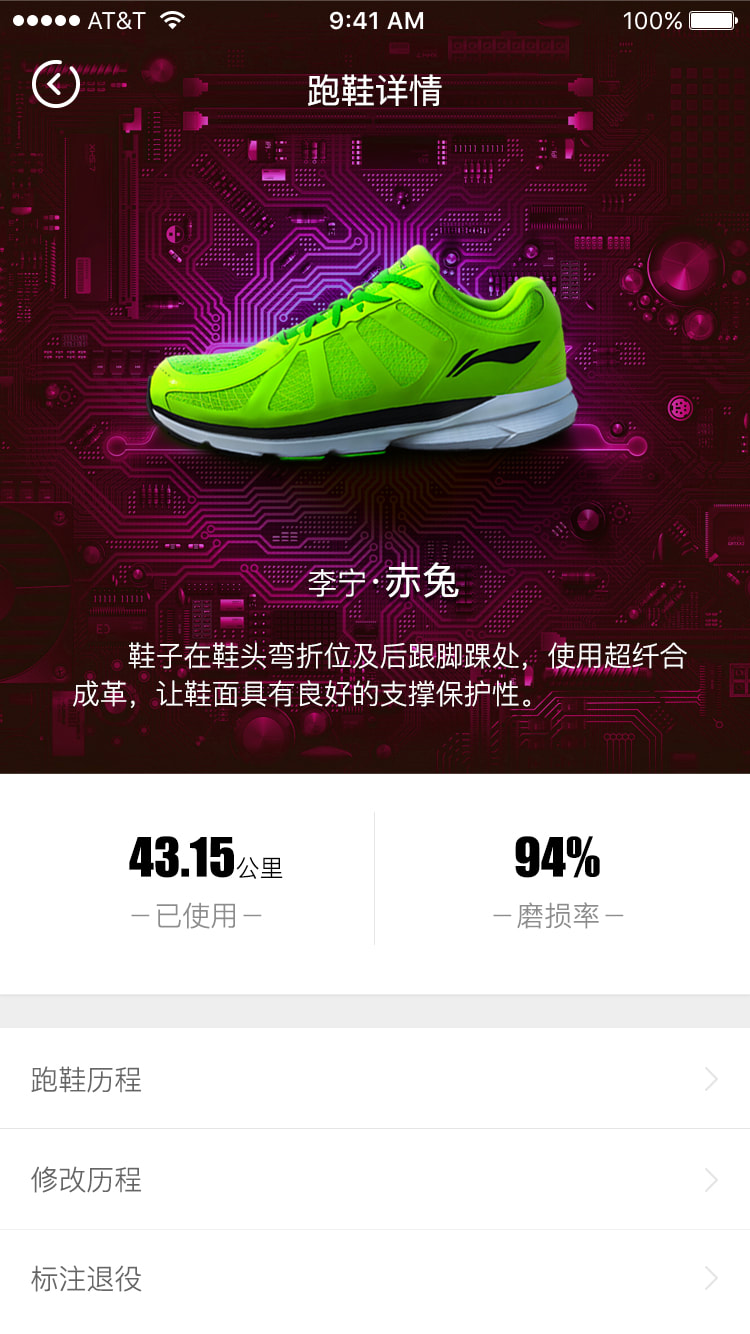 AT&T 9:41 AM 100%
跑鞋详情
李宁·赤兔
鞋子在鞋头弯折位及后跟脚踝处，使用超纤合
成革，让鞋面具有良好的支撑保护性。
43.15公里 94%
－已使用－ －磨损率－
跑鞋历程
修改历程
标注退役